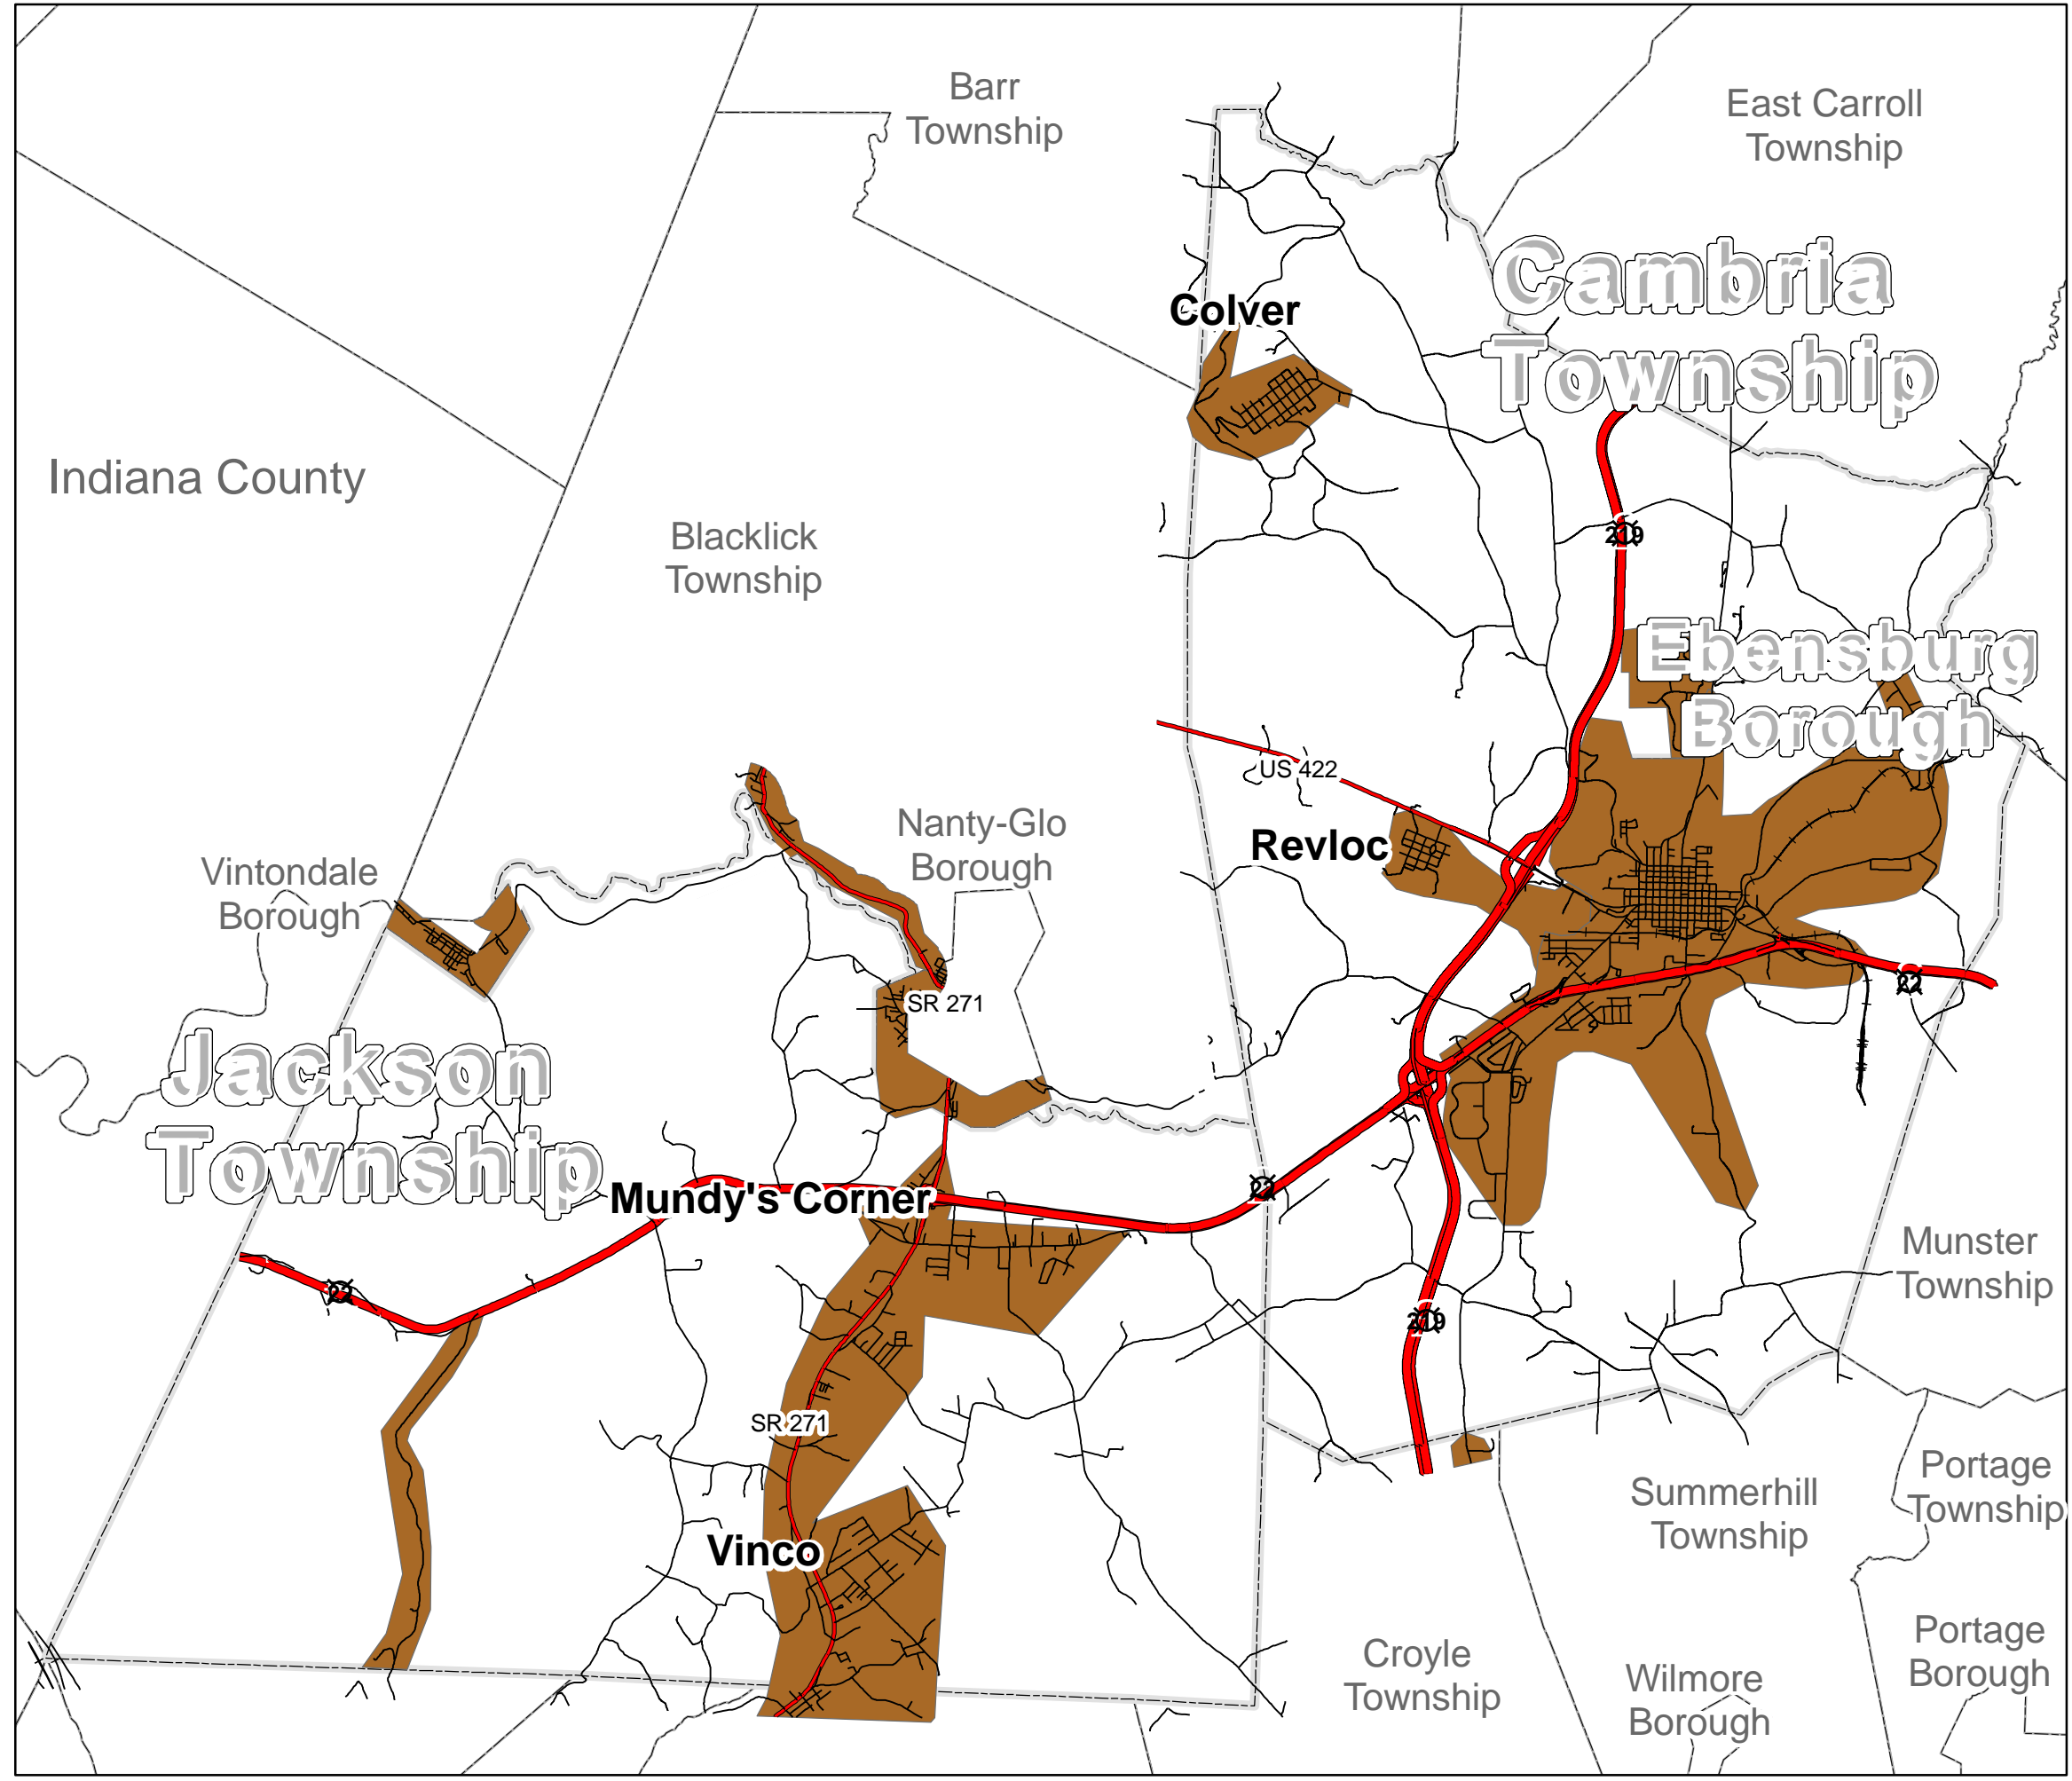 Barr
Township
East Carroll
Township
Cambria
Township
Colver
Indiana County
Blacklick
Township
219
Ebensburg
Borough
US 422
Revloc
Nanty-Glo
Borough
Vintondale
Borough
SR 271
22
Jackson
Township
Mundy's Corner
22
Munster
Township
22
219
SR 271
Summerhill
Township
Portage
Township
Vinco
Croyle
Township
Wilmore
Borough
Portage
Borough